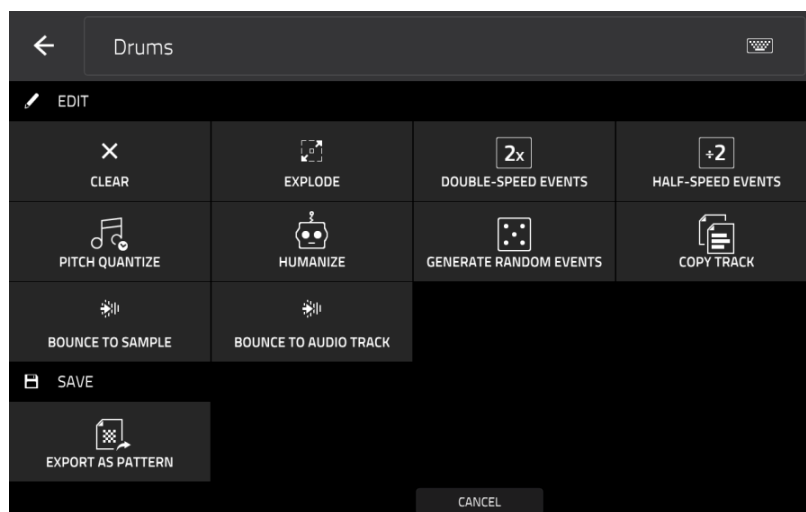 Drums
EDIT
CLEAR
EXPLODE
2x
DOUBLE-SPEED EVENTS
÷2
HALF-SPEED EVENTS
PITCH QUANTIZE
HUMANIZE
GENERATE RANDOM EVENTS
COPY TRACK
BOUNCE TO SAMPLE
BOUNCE TO AUDIO TRACK
SAVE
EXPORT AS PATTERN
CANCEL